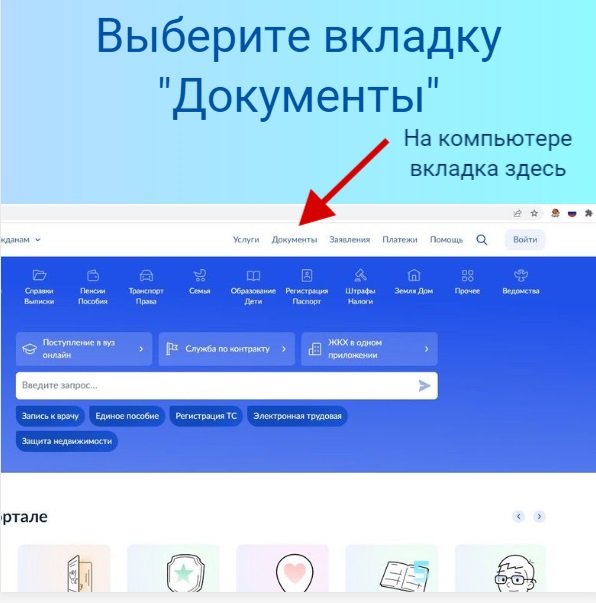 Выберите вкладку
"Документы"
На компьютере
вкладка здесь
жданам
Услуги Документы Заявления Платежи Помощь Войти
Справки Выписки
Пенсии Пособия
Транспорт Права
Семья
Образование Дети
Регистрация Паспорт
Штрафы Налоги
Земля Дом
Прочее
Ведомства
Поступление в вуз
онлайн
Служба по контракту
ЖКХ в одном
приложении
Введите запрос...
Запись к врачу Единое пособие Регистрация ТС Электронная трудовая
Защита недвижимости
ртале
5